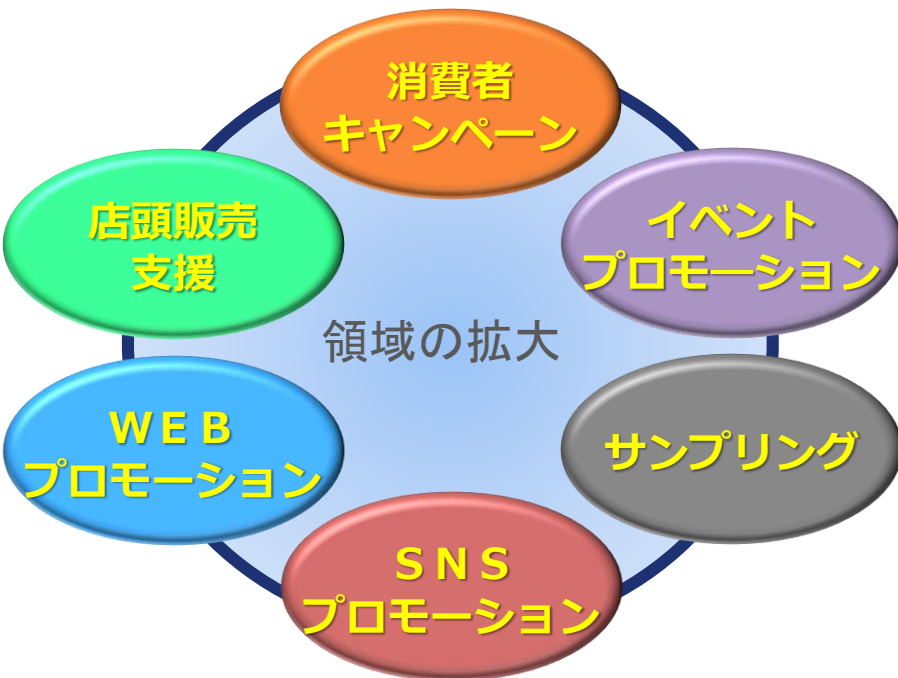 消費者
キャンペーン
イベント
プロモーション
サンプリング
ＳＮＳ
プロモーション
ＷＥＢ
プロモーション
店頭販売
支援
領域の拡大